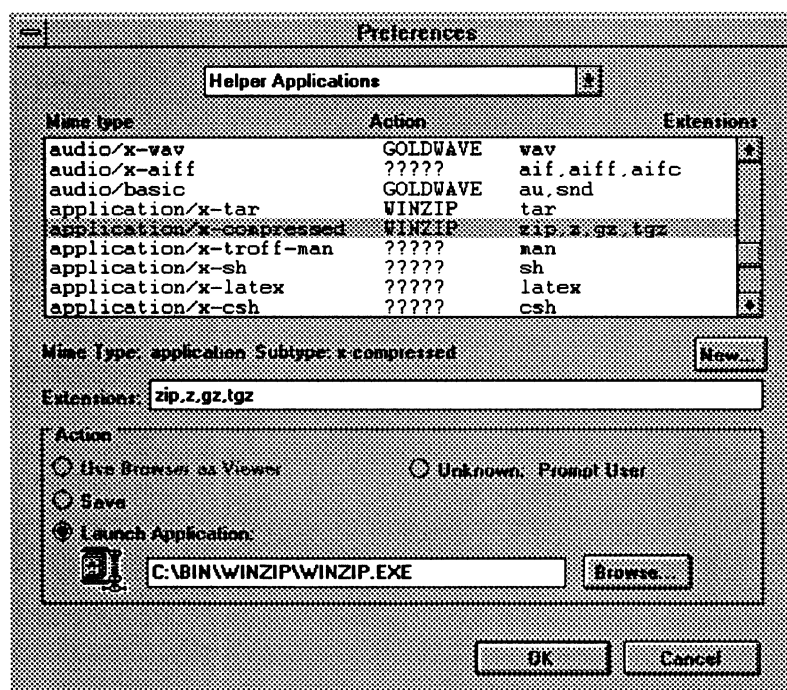 Preferences
Helper Applications
Mime type Action Extensions
audio/x-wav GOLDWAVE wav
audio/x-aiff ????? aif,aiff,aifc
audio/basic GOLDWAVE au,snd
application/x-tar WINZIP tar
application/x-compressed WINZIP zip,z,gz,tgz
application/x-troff-man ????? man
application/x-sh ????? sh
application/x-latex ????? latex
application/x-csh ????? csh
Mime Type: application Subtype: x-compressed
New...
Extensions: zip,z,gz,tgz
Action
Use Browser as Viewer Unknown: Prompt User
Save
Launch Application:
C:\BIN\WINZIP\WINZIP.EXE Browse...
OK Cancel